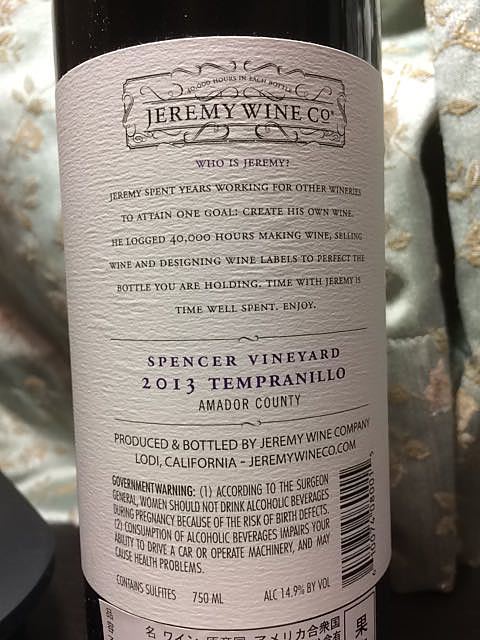 40,000 HOURS IN EACH BOTTLE
JEREMY WINE CO
WHO IS JEREMY?
JEREMY SPENT YEARS WORKING FOR OTHER WINERIES
TO ATTAIN ONE GOAL: CREATE HIS OWN WINE.
HE LOGGED 40,000 HOURS MAKING WINE, SELLING
WINE AND DESIGNING WINE LABELS TO PERFECT THE
BOTTLE YOU ARE HOLDING. TIME WITH JEREMY IS
TIME WELL SPENT. ENJOY.
SPENCER VINEYARD
2013 TEMPRANILLO
AMADOR COUNTY
PRODUCED & BOTTLED BY JEREMY WINE COMPANY
LODI, CALIFORNIA – JEREMYWINECO.COM
GOVERNMENT WARNING: (1) ACCORDING TO THE SURGEON
GENERAL, WOMEN SHOULD NOT DRINK ALCOHOLIC BEVERAGES
DURING PREGNANCY BECAUSE OF THE RISK OF BIRTH DEFECTS.
(2) CONSUMPTION OF ALCOHOLIC BEVERAGES IMPAIRS YOUR
ABILITY TO DRIVE A CAR OR OPERATE MACHINERY, AND MAY
CAUSE HEALTH PROBLEMS.
CONTAINS SULFITES 750 ML ALC 14.9% BY VOL
名 ワイン 原産国 アメリカ合衆国 果